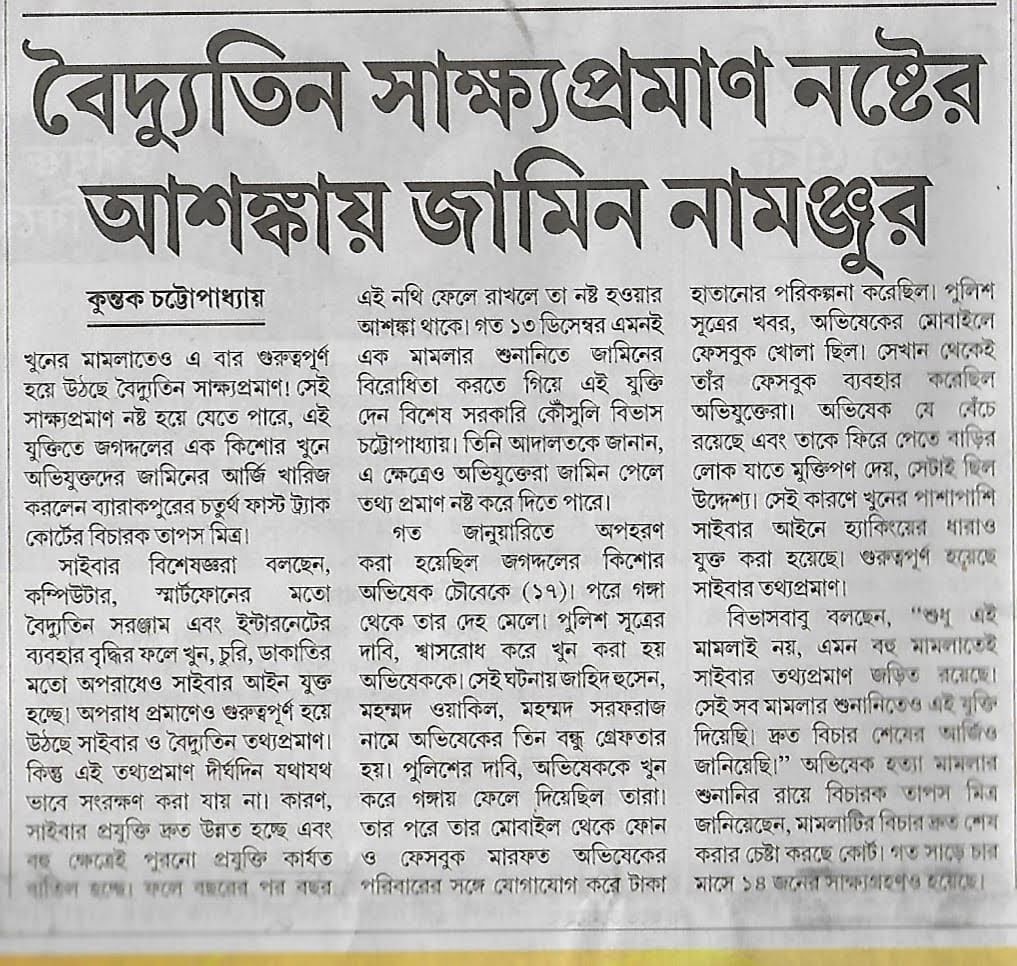 বৈদ্যুতিন সাক্ষ্যপ্রমাণ নষ্টের
আশঙ্কায় জামিন নামঞ্জুর
কুন্তক চট্টোপাধ্যায়
খুনের মামলাতেও এ বার গুরুত্বপূর্ণ
হয়ে উঠছে বৈদ্যুতিন সাক্ষ্যপ্রমাণ! সেই
সাক্ষ্যপ্রমাণ নষ্ট হয়ে যেতে পারে, এই
যুক্তিতে জগদ্দলের এক কিশোর খুনে
অভিযুক্তদের জামিনের আর্জি খারিজ
করলেন ব্যারাকপুরের চতুর্থ ফাস্ট ট্র্যাক
কোর্টের বিচারক তাপস মিত্র।
সাইবার বিশেষজ্ঞরা বলছেন,
কম্পিউটার, স্মার্টফোনের মতো
বৈদ্যুতিন সরঞ্জাম এবং ইন্টারনেটের
ব্যবহার বৃদ্ধির ফলে খুন, চুরি, ডাকাতির
মতো অপরাধেও সাইবার আইন যুক্ত
হচ্ছে। অপরাধ প্রমাণেও গুরুত্বপূর্ণ হয়ে
উঠছে সাইবার ও বৈদ্যুতিন তথ্যপ্রমাণ।
কিন্তু এই তথ্যপ্রমাণ দীর্ঘদিন যথাযথ
ভাবে সংরক্ষণ করা যায় না। কারণ,
সাইবার প্রযুক্তি দ্রুত উন্নত হচ্ছে এবং
বহু ক্ষেত্রেই পুরনো প্রযুক্তি কার্যত
বাতিল হচ্ছে। ফলে বছরের পর বছর
এই নথি ফেলে রাখলে তা নষ্ট হওয়ার
আশঙ্কা থাকে। গত ১৩ ডিসেম্বর এমনই
এক মামলার শুনানিতে জামিনের
বিরোধিতা করতে গিয়ে এই যুক্তি
দেন বিশেষ সরকারি কৌঁসুলি বিভাস
চট্টোপাধ্যায়। তিনি আদালতকে জানান,
এ ক্ষেত্রেও অভিযুক্তেরা জামিন পেলে
তথ্য প্রমাণ নষ্ট করে দিতে পারে।
গত জানুয়ারিতে অপহরণ
করা হয়েছিল জগদ্দলের কিশোর
অভিষেক চৌবেকে (১৭)। পরে গঙ্গা
থেকে তার দেহ মেলে। পুলিশ সূত্রের
দাবি, শ্বাসরোধ করে খুন করা হয়
অভিষেককে। সেই ঘটনায় জাহিদ হুসেন,
মহম্মদ ওয়াকিল, মহম্মদ সরফরাজ
নামে অভিষেকের তিন বন্ধু গ্রেফতার
হয়। পুলিশের দাবি, অভিষেককে খুন
করে গঙ্গায় ফেলে দিয়েছিল তারা।
তার পরে তার মোবাইল থেকে ফোন
ও ফেসবুক মারফত অভিষেকের
পরিবারের সঙ্গে যোগাযোগ করে টাকা
হাতানোর পরিকল্পনা করেছিল। পুলিশ
সূত্রের খবর, অভিষেকের মোবাইলে
ফেসবুক খোলা ছিল। সেখান থেকেই
তাঁর ফেসবুক ব্যবহার করেছিল
অভিযুক্তেরা। অভিষেক যে বেঁচে
রয়েছে এবং তাকে ফিরে পেতে বাড়ির
লোক যাতে মুক্তিপণ দেয়, সেটাই ছিল
উদ্দেশ্য। সেই কারণে খুনের পাশাপাশি
সাইবার আইনে হ্যাকিংয়ের ধারাও
যুক্ত করা হয়েছে। গুরুত্বপূর্ণ হয়েছে
সাইবার তথ্যপ্রমাণ।
বিভাসবাবু বলছেন, “শুধু এই
মামলাই নয়, এমন বহু মামলাতেই
সাইবার তথ্যপ্রমাণ জড়িত রয়েছে।
সেই সব মামলার শুনানিতেও এই যুক্তি
দিয়েছি। দ্রুত বিচার শেষের আর্জিও
জানিয়েছি।” অভিষেক হত্যা মামলার
শুনানির রায়ে বিচারক তাপস মিত্র
জানিয়েছেন, মামলাটির বিচার দ্রুত শেষ
করার চেষ্টা করছে কোর্ট। গত সাড়ে চার
মাসে ১৪ জনের সাক্ষ্যগ্রহণও হয়েছে।